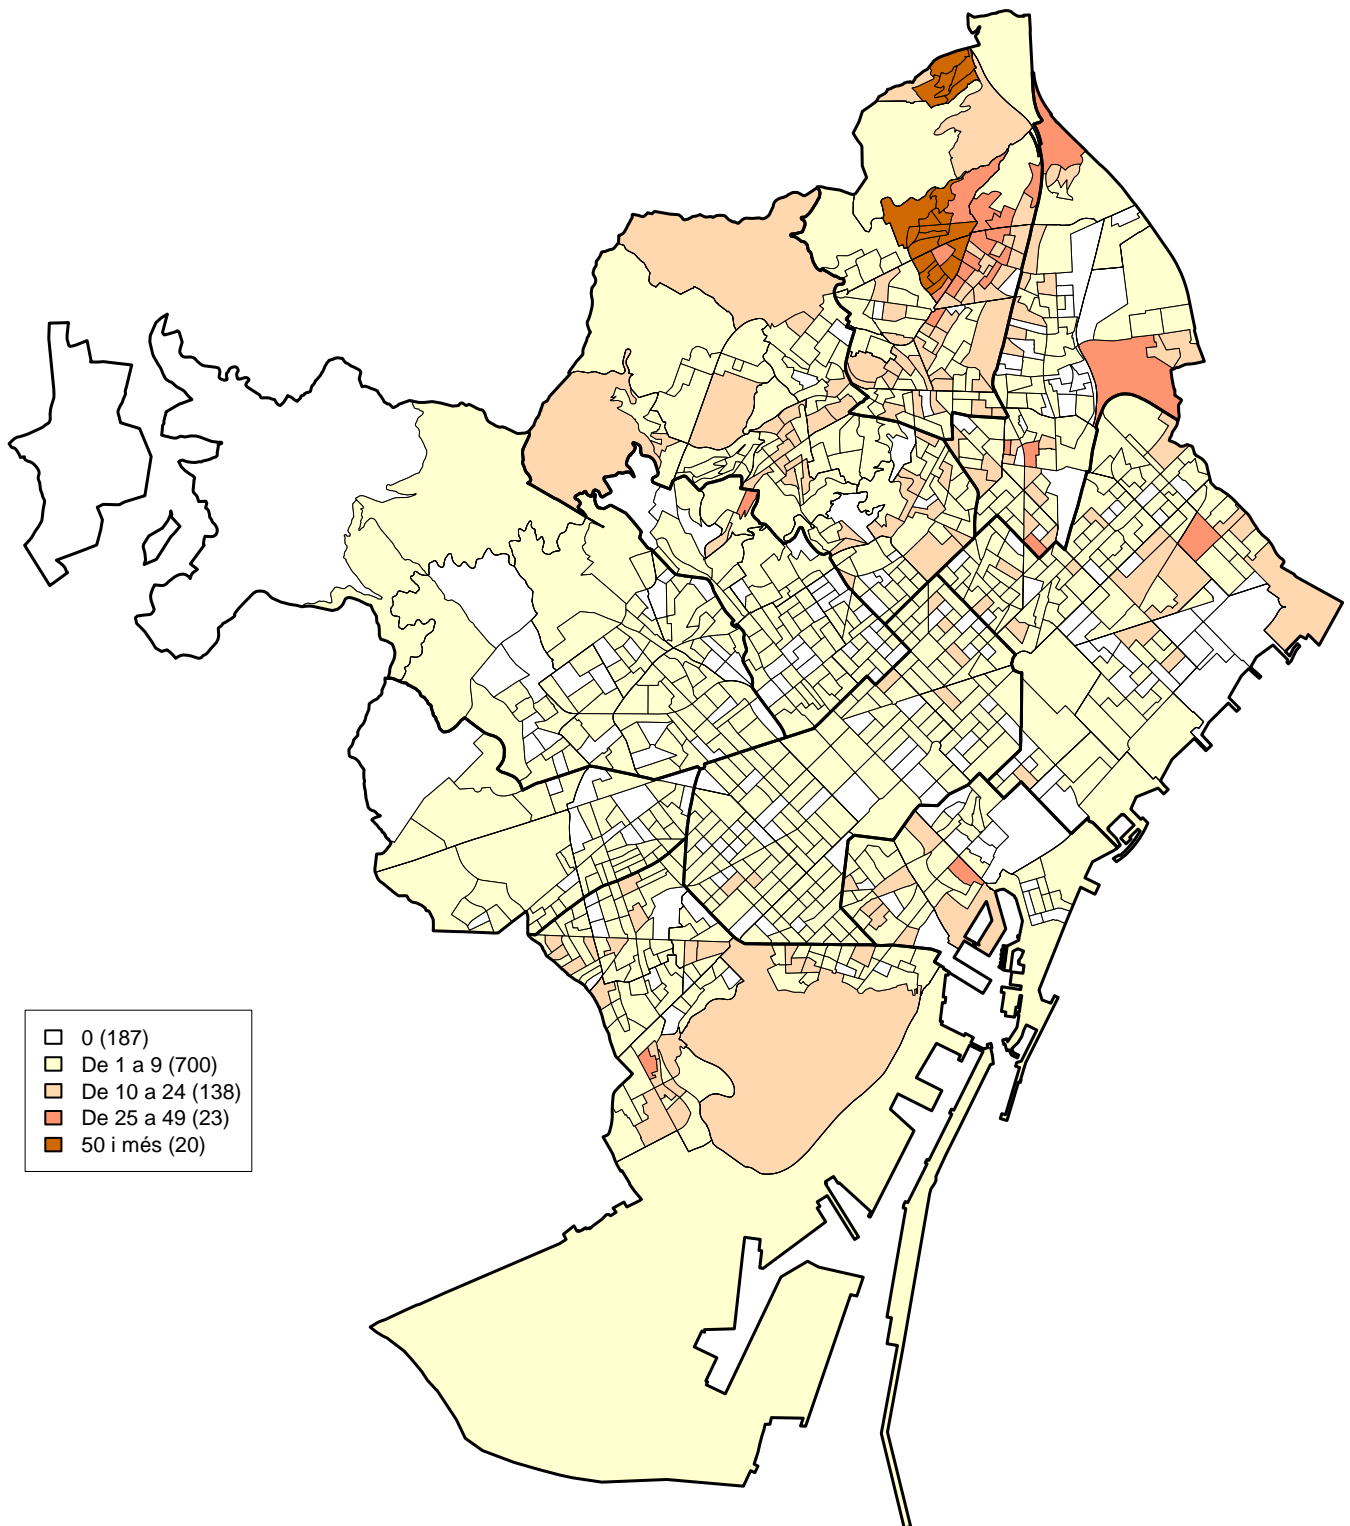 0 (187)
De 1 a 9 (700)
De 10 a 24 (138)
De 25 a 49 (23)
50 i més (20)